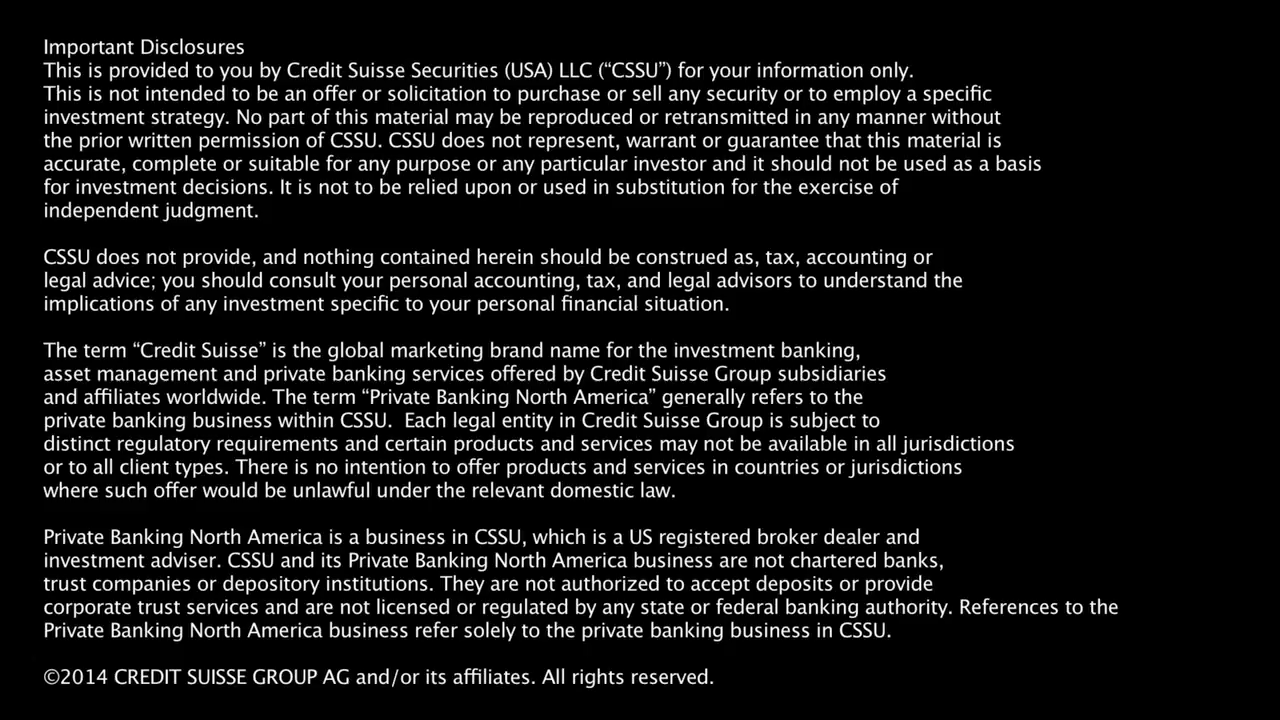 Important Disclosures
This is provided to you by Credit Suisse Securities (USA) LLC (“CSSU”) for your information only.
This is not intended to be an offer or solicitation to purchase or sell any security or to employ a specific
investment strategy. No part of this material may be reproduced or retransmitted in any manner without
the prior written permission of CSSU. CSSU does not represent, warrant or guarantee that this material is
accurate, complete or suitable for any purpose or any particular investor and it should not be used as a basis
for investment decisions. It is not to be relied upon or used in substitution for the exercise of
independent judgment.
CSSU does not provide, and nothing contained herein should be construed as, tax, accounting or
legal advice; you should consult your personal accounting, tax, and legal advisors to understand the
implications of any investment specific to your personal financial situation.
The term “Credit Suisse” is the global marketing brand name for the investment banking,
asset management and private banking services offered by Credit Suisse Group subsidiaries
and affiliates worldwide. The term “Private Banking North America” generally refers to the
private banking business within CSSU.  Each legal entity in Credit Suisse Group is subject to
distinct regulatory requirements and certain products and services may not be available in all jurisdictions
or to all client types. There is no intention to offer products and services in countries or jurisdictions
where such offer would be unlawful under the relevant domestic law.
Private Banking North America is a business in CSSU, which is a US registered broker dealer and
investment adviser. CSSU and its Private Banking North America business are not chartered banks,
trust companies or depository institutions. They are not authorized to accept deposits or provide
corporate trust services and are not licensed or regulated by any state or federal banking authority. References to the
Private Banking North America business refer solely to the private banking business in CSSU.
©2014 CREDIT SUISSE GROUP AG and/or its affiliates. All rights reserved.